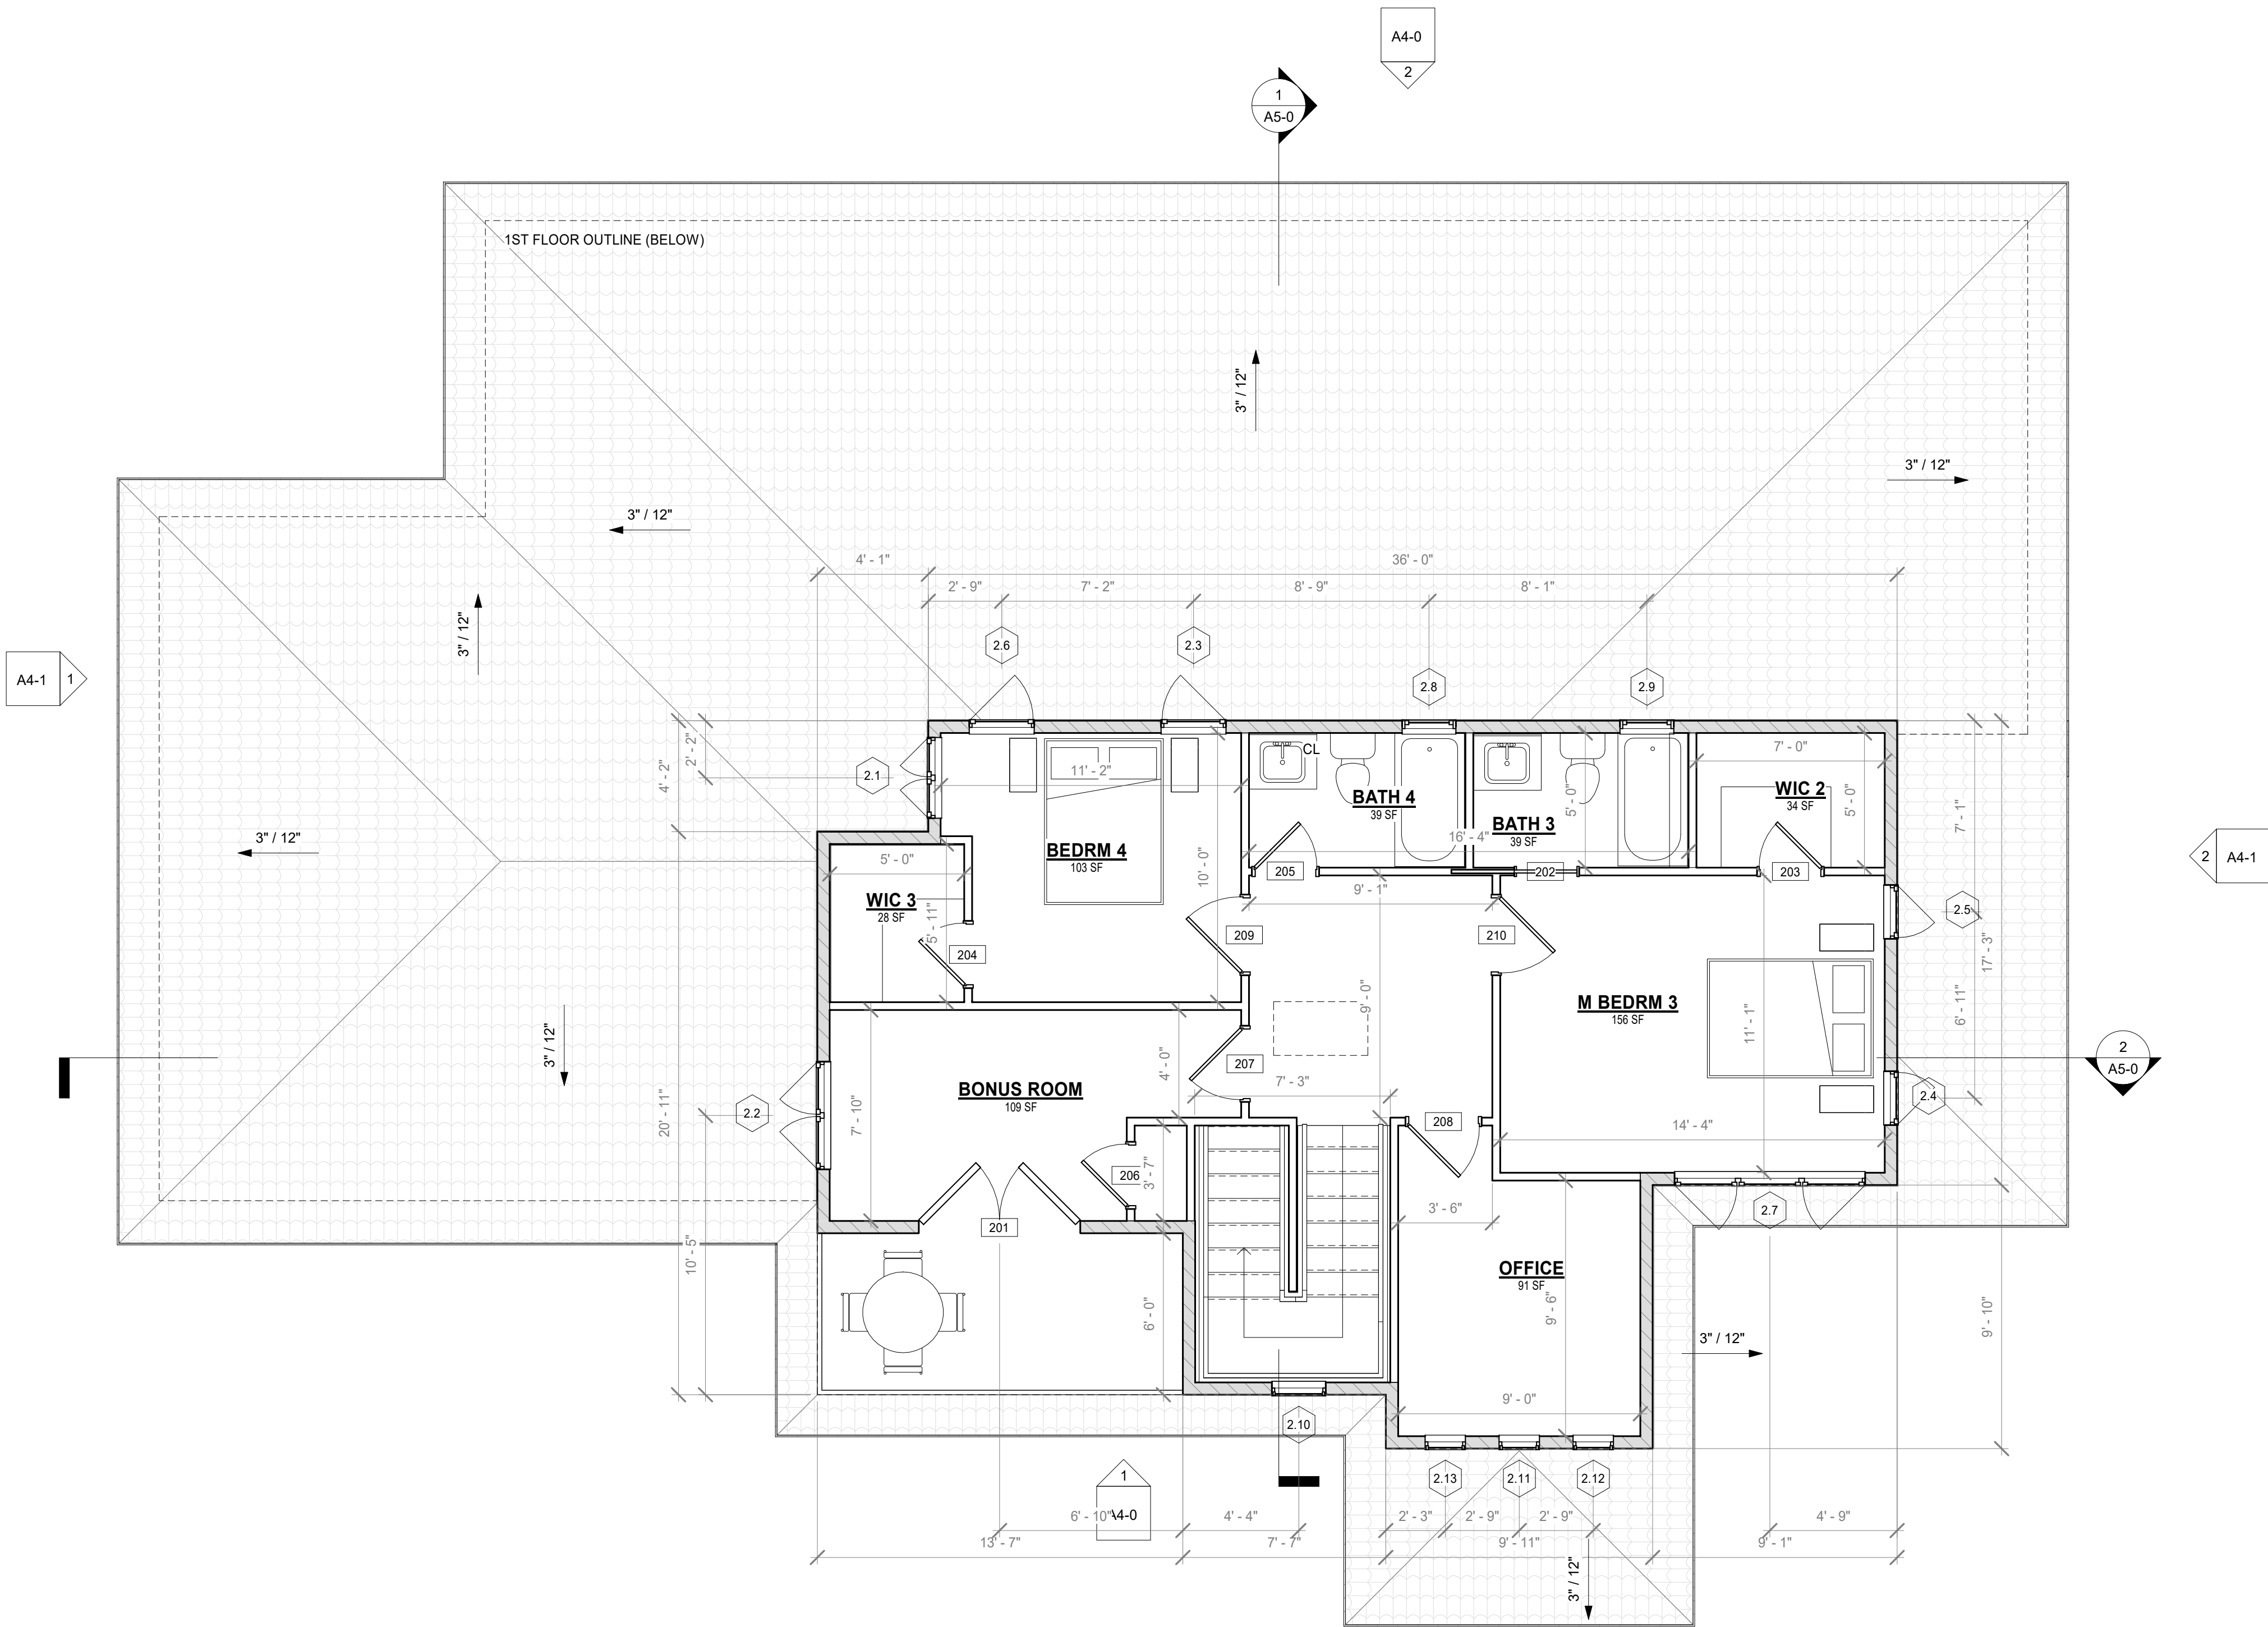 A4-0
2
1
A5-0
1ST FLOOR OUTLINE (BELOW)
3" / 12"
3" / 12"
3" / 12"
4' - 1"
36' - 0"
2' - 9"
7' - 2"
8' - 9"
8' - 1"
3" / 12"
2.6
2.3
2.8
2.9
A4-1
1
4' - 2"
2' - 2"
2.1
11' - 2"
CL
7' - 0"
BATH 4
39 SF
5' - 0"
WIC 2
34 SF
5' - 0"
7' - 1"
BATH 3
39 SF
16' - 4"
3" / 12"
BEDRM 4
103 SF
5' - 0"
10' - 0"
205
202
203
2
A4-1
WIC 3
28 SF
9' - 1"
2.5
5' - 11"
204
209
210
17' - 3"
9' - 0"
M BEDRM 3
156 SF
6' - 11"
11' - 1"
3" / 12"
207
4' - 0"
7' - 3"
2
A5-0
BONUS ROOM
109 SF
2.2
20' - 11"
7' - 10"
208
14' - 4"
2.4
206
3' - 7"
201
3' - 6"
2.7
10' - 5"
OFFICE
91 SF
9' - 6"
6' - 0"
9' - 10"
3" / 12"
9' - 0"
2.10
1
A4-0
2.13
2.11
2.12
6' - 10"
4' - 4"
2' - 3"
2' - 9"
2' - 9"
4' - 9"
13' - 7"
7' - 7"
9' - 11"
9' - 1"
3" / 12"